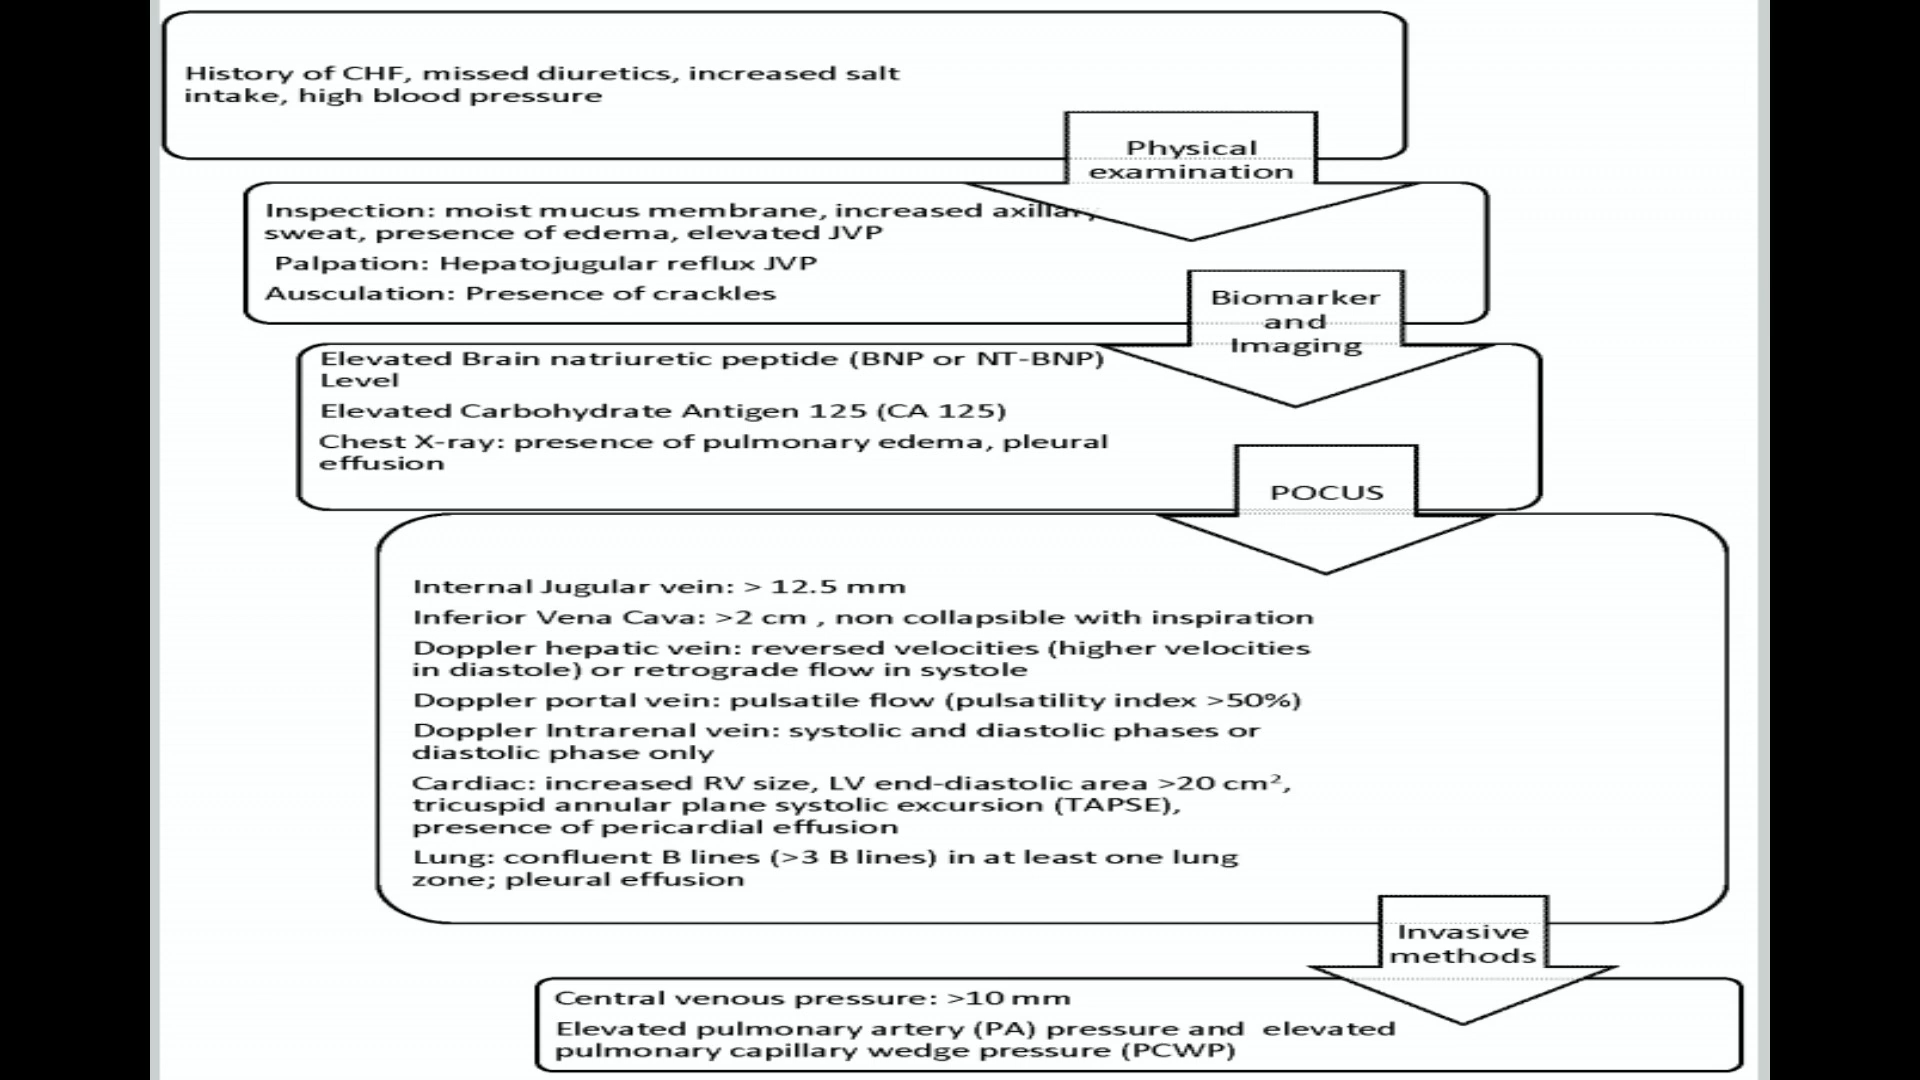 History of CHF, missed diuretics, increased salt
intake, high blood pressure
Physical
examination
Inspection: moist mucus membrane, increased axillary
sweat, presence of edema, elevated JVP
Palpation: Hepatojugular reflux JVP
Ausculation: Presence of crackles
Biomarker
and
Imaging
Elevated Brain natriuretic peptide (BNP or NT-BNP)
Level
Elevated Carbohydrate Antigen 125 (CA 125)
Chest X-ray: presence of pulmonary edema, pleural
effusion
POCUS
Internal Jugular vein: > 12.5 mm
Inferior Vena Cava: >2 cm , non collapsible with inspiration
Doppler hepatic vein: reversed velocities (higher velocities
in diastole) or retrograde flow in systole
Doppler portal vein: pulsatile flow (pulsatility index >50%)
Doppler Intrarenal vein: systolic and diastolic phases or
diastolic phase only
Cardiac: increased RV size, LV end-diastolic area >20 cm²,
tricuspid annular plane systolic excursion (TAPSE),
presence of pericardial effusion
Lung: confluent B lines (>3 B lines) in at least one lung
zone; pleural effusion
Invasive
methods
Central venous pressure: >10 mm
Elevated pulmonary artery (PA) pressure and elevated
pulmonary capillary wedge pressure (PCWP)